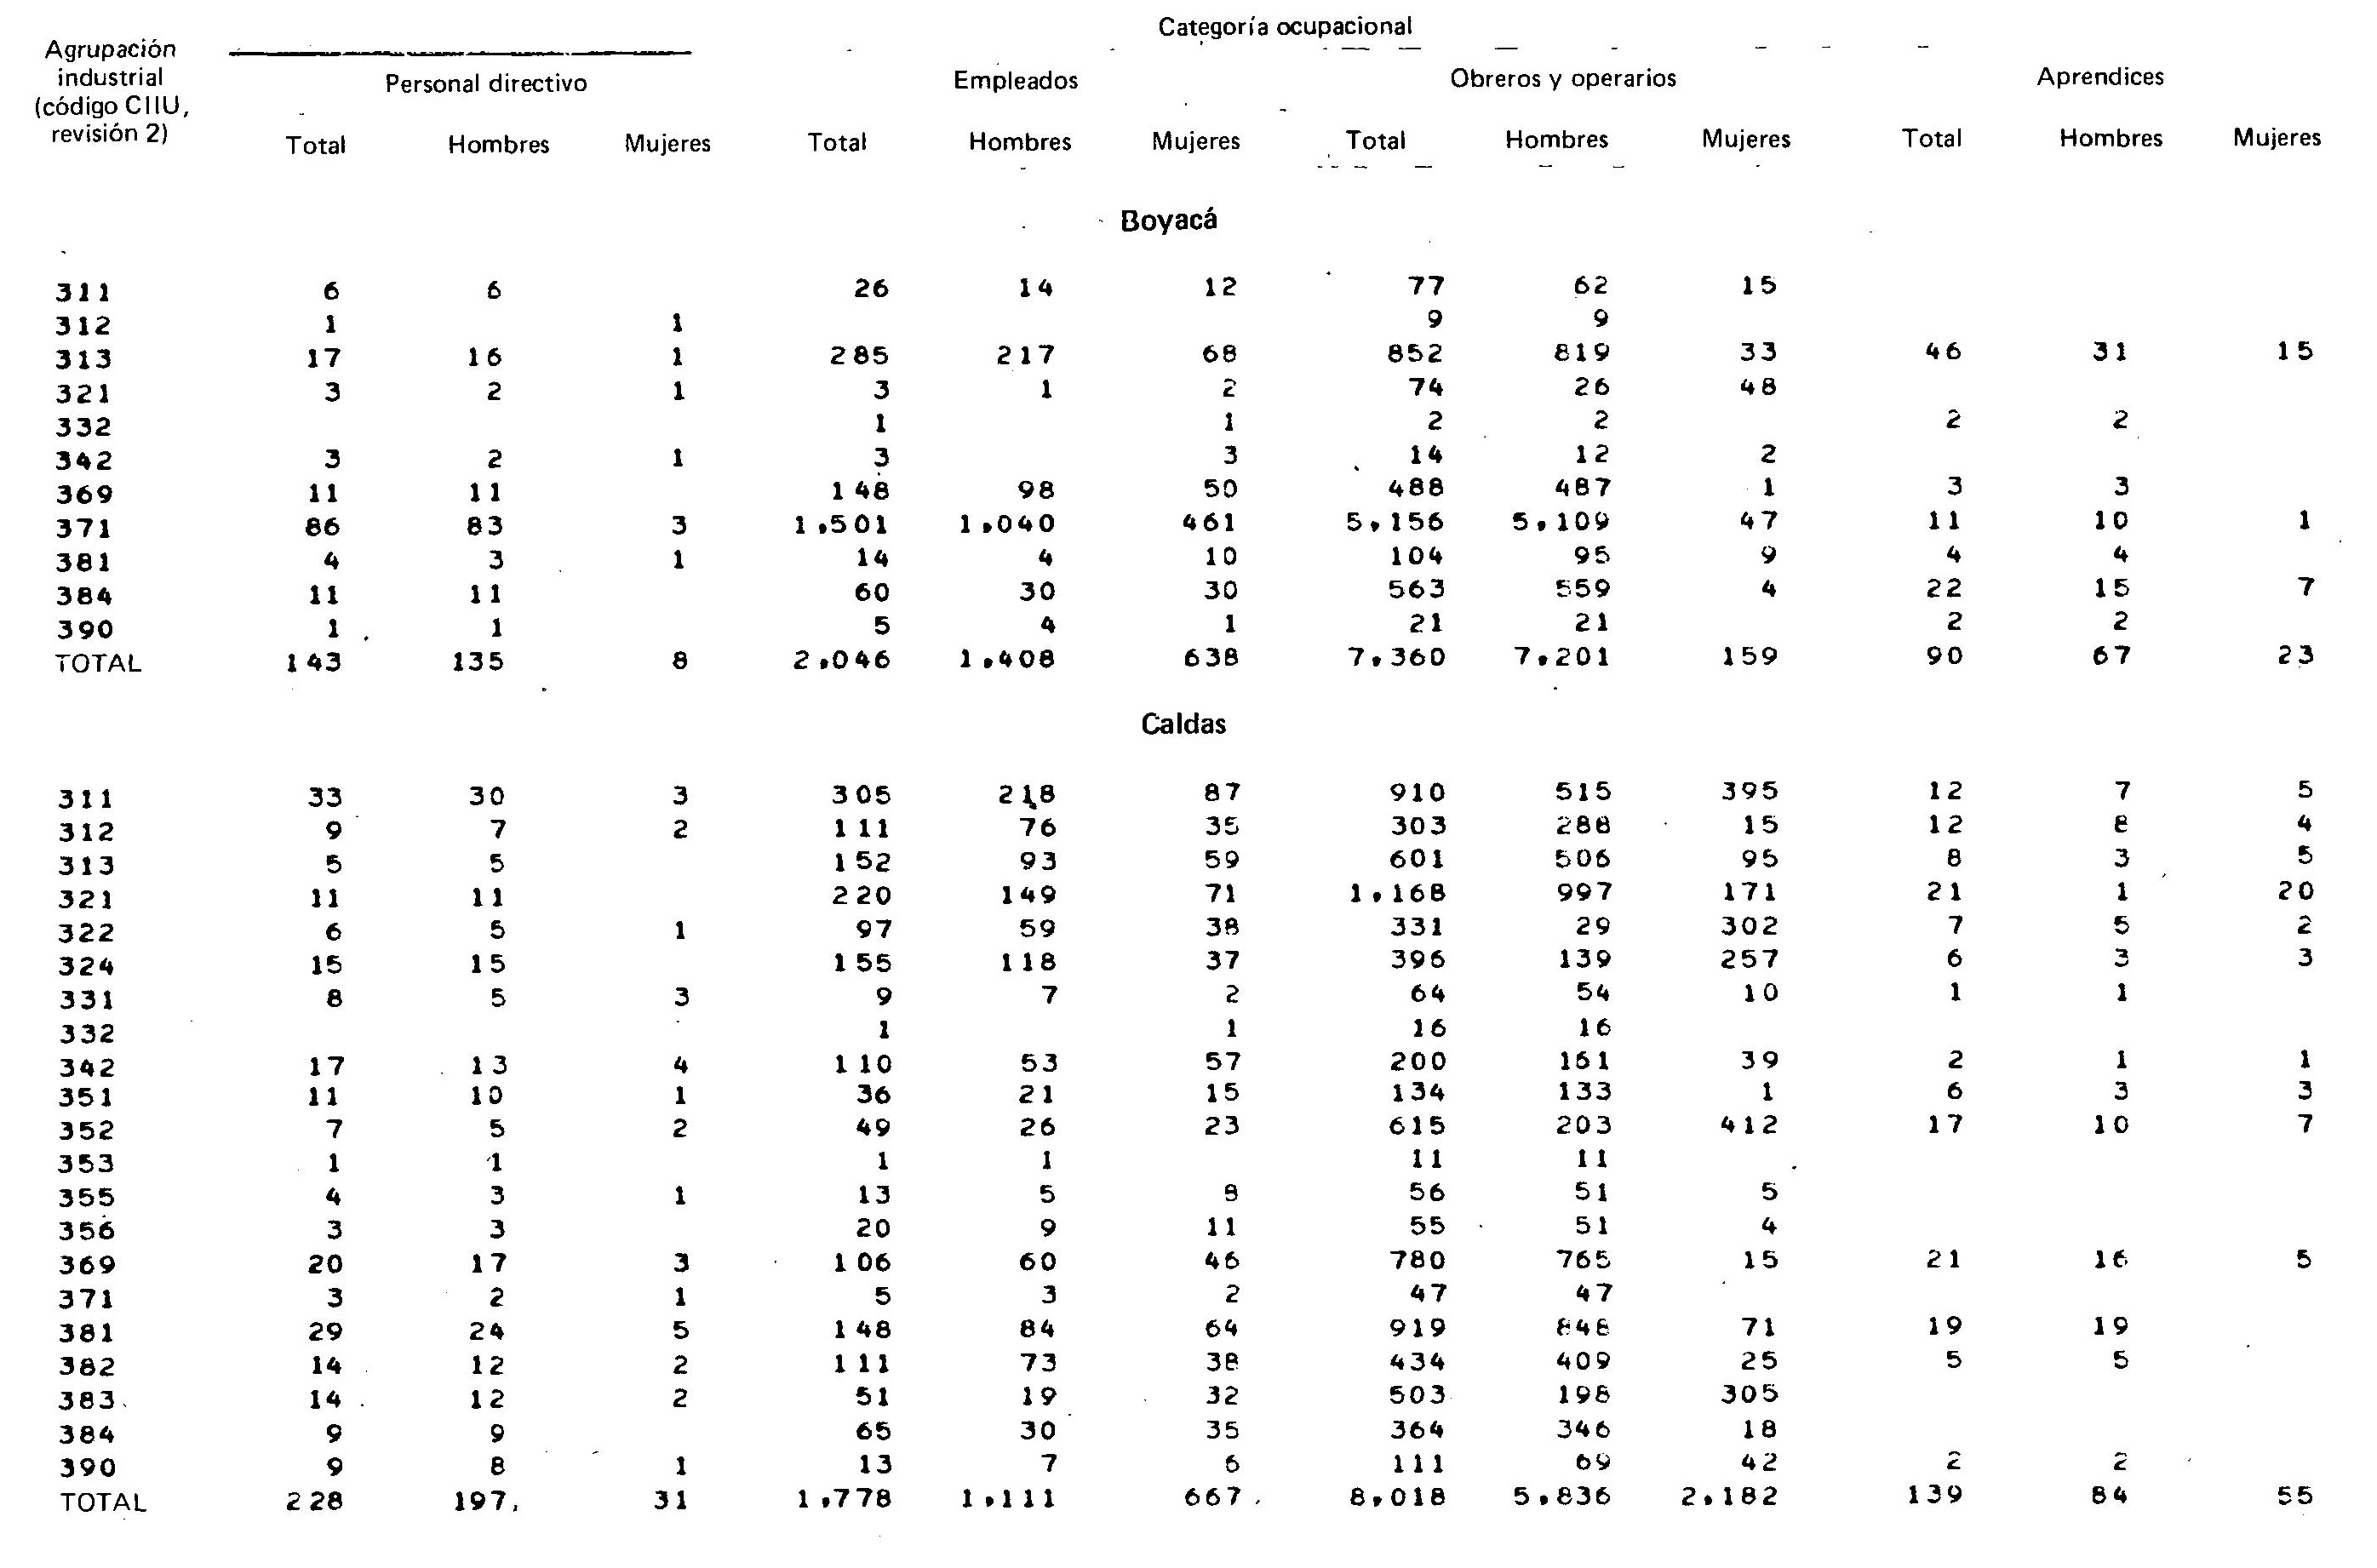 Categoría ocupacional
Agrupación
industrial
(código CIIU,
revisión 2)
Personal directivo Empleados Obreros y operarios Aprendices
Total Hombres Mujeres Total Hombres Mujeres Total Hombres Mujeres Total Hombres Mujeres
Boyacá
311 6 6 26 14 12 77 62 15
312 1 1 9 9
313 17 16 1 285 217 68 852 819 33 46 31 15
321 3 2 1 3 1 2 74 26 48
332 1 1 2 2 2 2
342 3 2 1 3 3 14 12 2
369 11 11 148 98 50 488 487 1 3 3
371 86 83 3 1,501 1,040 461 5,156 5,109 47 11 10 1
381 4 3 1 14 4 10 104 95 9 4 4
384 11 11 60 30 30 563 559 4 22 15 7
390 1 1 5 4 1 21 21 2 2
TOTAL 143 135 8 2,046 1,408 638 7,360 7,201 159 90 67 23
Caldas
311 33 30 3 305 218 87 910 515 395 12 7 5
312 9 7 2 111 76 35 303 288 15 12 8 4
313 5 5 152 93 59 601 506 95 8 3 5
321 11 11 220 149 71 1,168 997 171 21 1 20
322 6 5 1 97 59 38 331 29 302 7 5 2
324 15 15 155 118 37 396 139 257 6 3 3
331 8 5 3 9 7 2 64 54 10 1 1
332 1 1 16 16
342 17 13 4 110 53 57 200 161 39 2 1 1
351 11 10 1 36 21 15 134 133 1 6 3 3
352 7 5 2 49 26 23 615 203 412 17 10 7
353 1 1 1 1 11 11
355 4 3 1 13 5 8 56 51 5
356 3 3 20 9 11 55 51 4
369 20 17 3 106 60 46 780 765 15 21 16 5
371 3 2 1 5 3 2 47 47
381 29 24 5 148 84 64 919 848 71 19 19
382 14 12 2 111 73 38 434 409 25 5 5
383 14 12 2 51 19 32 503 198 305
384 9 9 65 30 35 364 346 18
390 9 8 1 13 7 6 111 69 42 2 2
TOTAL 228 197 31 1,778 1,111 667 8,018 5,836 2,182 139 84 55